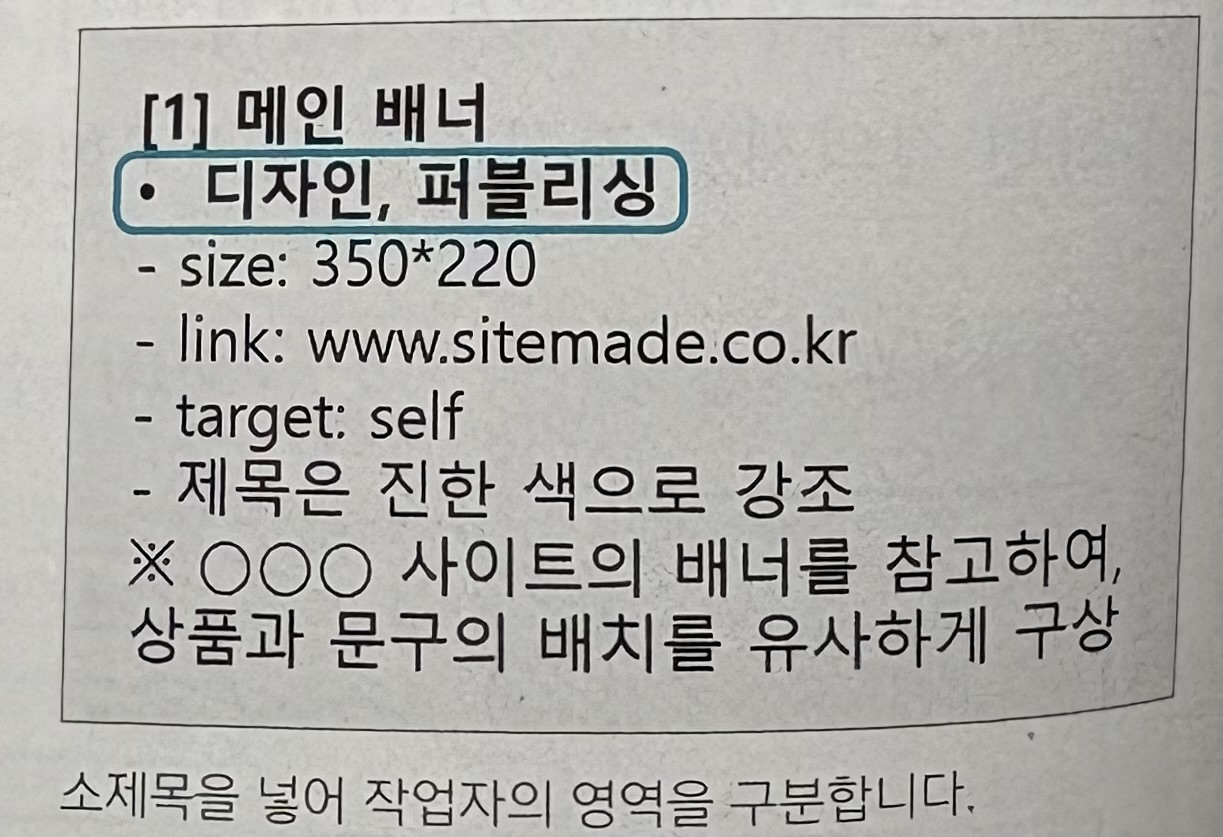 [1] 메인 배너
• 디자인, 퍼블리싱
- size: 350*220
- link: www.sitemade.co.kr
- target: self
- 제목은 진한 색으로 강조
※ ○○○ 사이트의 배너를 참고하여,
상품과 문구의 배치를 유사하게 구상
소제목을 넣어 작업자의 영역을 구분합니다.